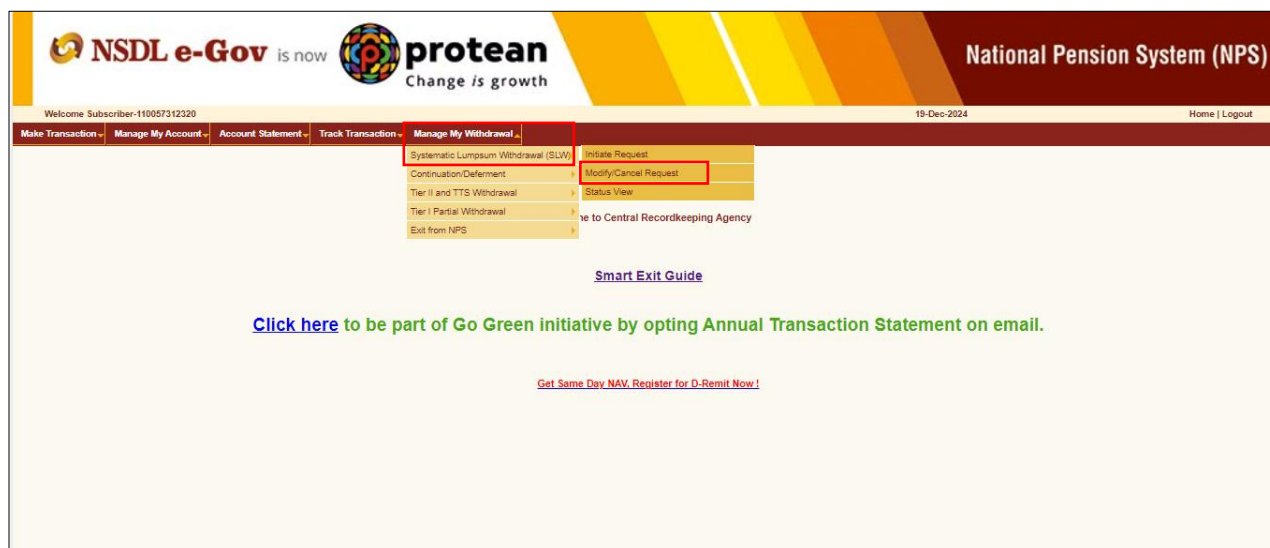 NSDL e-Gov is now protean
Change is growth
National Pension System (NPS)
Welcome Subscriber-110057312320 19-Dec-2024 Home | Logout
Make Transaction Manage My Account Account Statement Track Transaction Manage My Withdrawal
Systematic Lumpsum Withdrawal (SLW) Initiate Request
Continuation/Deferment Modify/Cancel Request
Tier II and TTS Withdrawal Status View
Tier I Partial Withdrawal to Central Recordkeeping Agency
Exit from NPS
Smart Exit Guide
Click here to be part of Go Green initiative by opting Annual Transaction Statement on email.
Get Same Day NAV. Register for D-Remit Now !